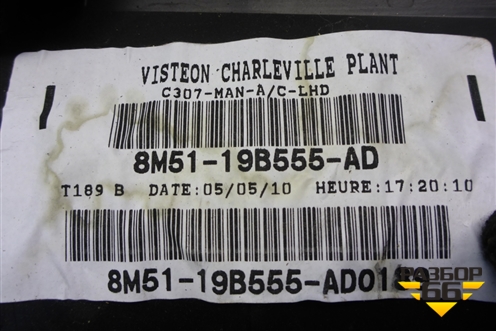 VISTEON CHARLEVILLE PLANT
C307-MAN-A/C-LHD
8M51-19B555-AD
T189 B DATE:05/05/10 HEURE:17:20:10
8M51-19B555-AD01
РАЗБОР
66